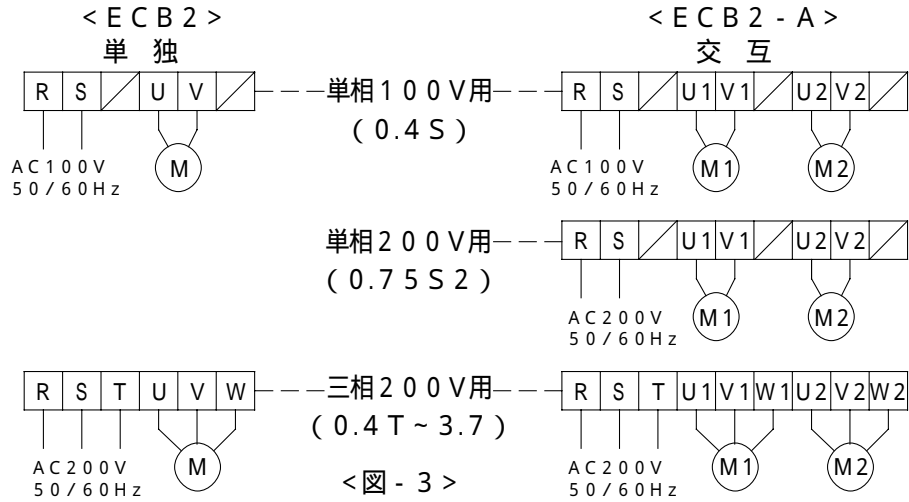 <ECB2>
単 独
<ECB2-A>
交 互
R S U V
単相100V用
(0.4S)
R S U1 V1 U2 V2
AC100V
50/60Hz
M
AC100V
50/60Hz
M1
M2
単相200V用
(0.75S2)
R S U1 V1 U2 V2
AC200V
50/60Hz
M1
M2
R S T U V W
三相200V用
(0.4T~3.7)
R S T U1 V1 W1 U2 V2 W2
AC200V
50/60Hz
M
<図-3>
AC200V
50/60Hz
M1
M2